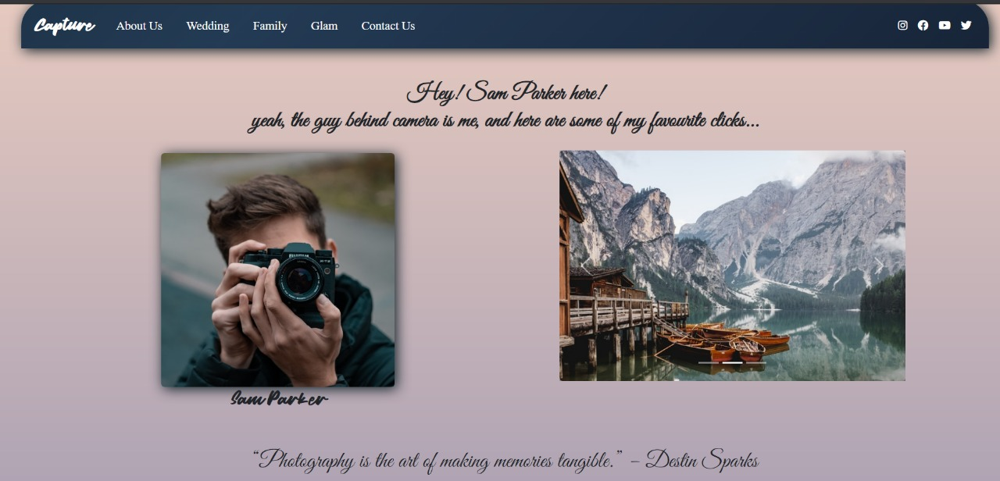 Capture
About Us
Wedding
Family
Glam
Contact Us
Hey! Sam Parker here!
yeah, the guy behind camera is me, and here are some of my favourite clicks...
FUJIFILM
X-T2
Sam Parker
“Photography is the art of making memories tangible.” – Destin Sparks